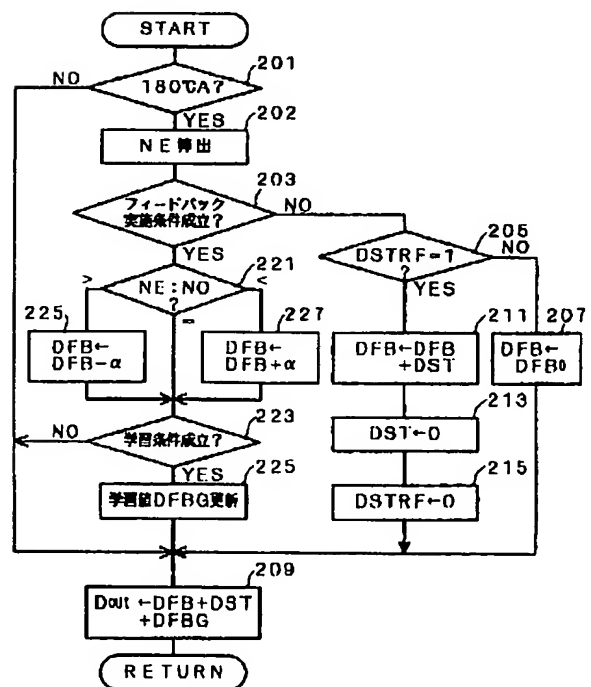 START
201
NO
180℃A?
YES
202
NE算出
203
フィードバック
実施条件成立?
NO
YES
205
DSTRF=1
?
NO
YES
221
NE:NO
?
>
<
=
225
DFB←
DFB-α
227
DFB←
DFB+α
211
DFB←DFB
+DST
207
DFB←
DFB0
213
DST←0
215
DSTRF←0
223
NO
学習条件成立?
YES
225
学習値DFBG更新
209
Dout←DFB+DST
+DFBG
RETURN